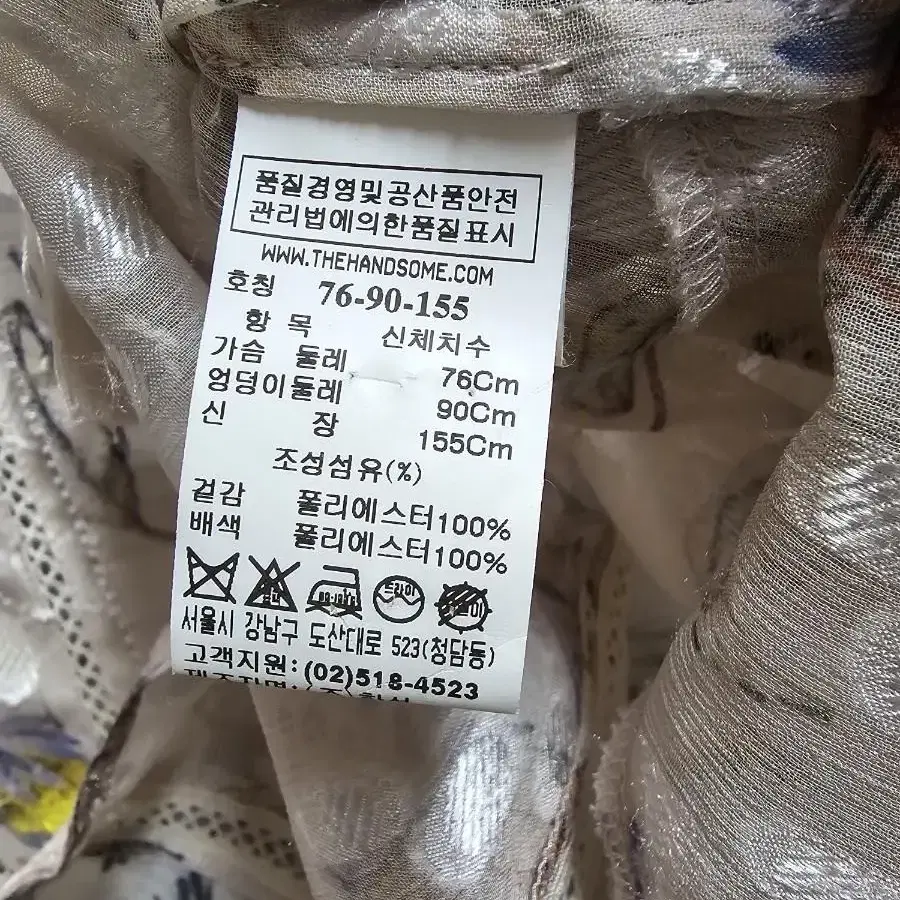 품질경영및공산품안전
관리법에의한품질표시
WWW.THEHANDSOME.COM
호칭 76-90-155
항 목 신체치수
가슴 둘레 76Cm
엉덩이둘레 90Cm
신 장 155Cm
조성섬유(%)
겉감 폴리에스터100%
배색 폴리에스터100%
드라이
서울시 강남구 도산대로 523(청담동)
고객지원:(02)518-4523